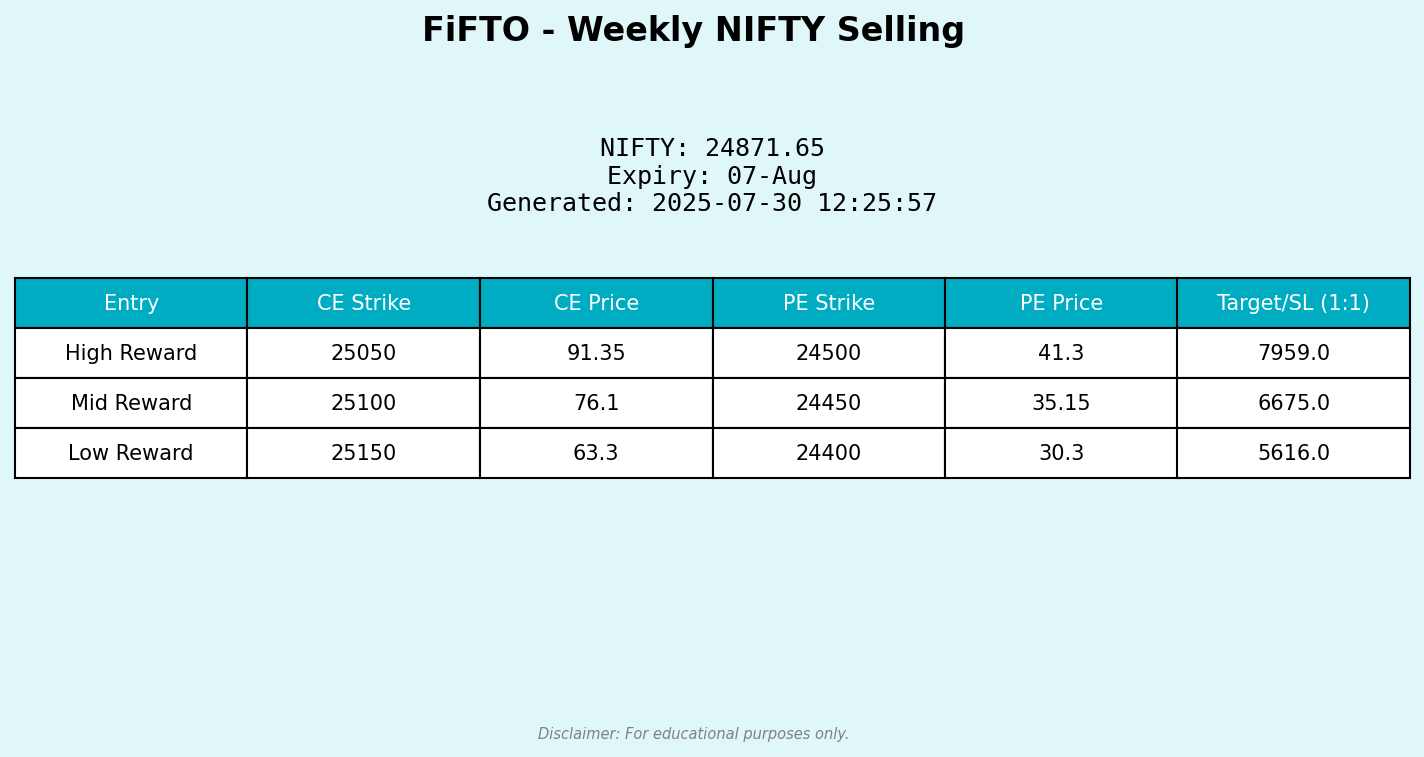 FiFTO - Weekly NIFTY Selling
NIFTY: 24871.65
Expiry: 07-Aug
Generated: 2025-07-30 12:25:57
Entry CE Strike CE Price PE Strike PE Price Target/SL (1:1)
High Reward 25050 91.35 24500 41.3 7959.0
Mid Reward 25100 76.1 24450 35.15 6675.0
Low Reward 25150 63.3 24400 30.3 5616.0
Disclaimer: For educational purposes only.